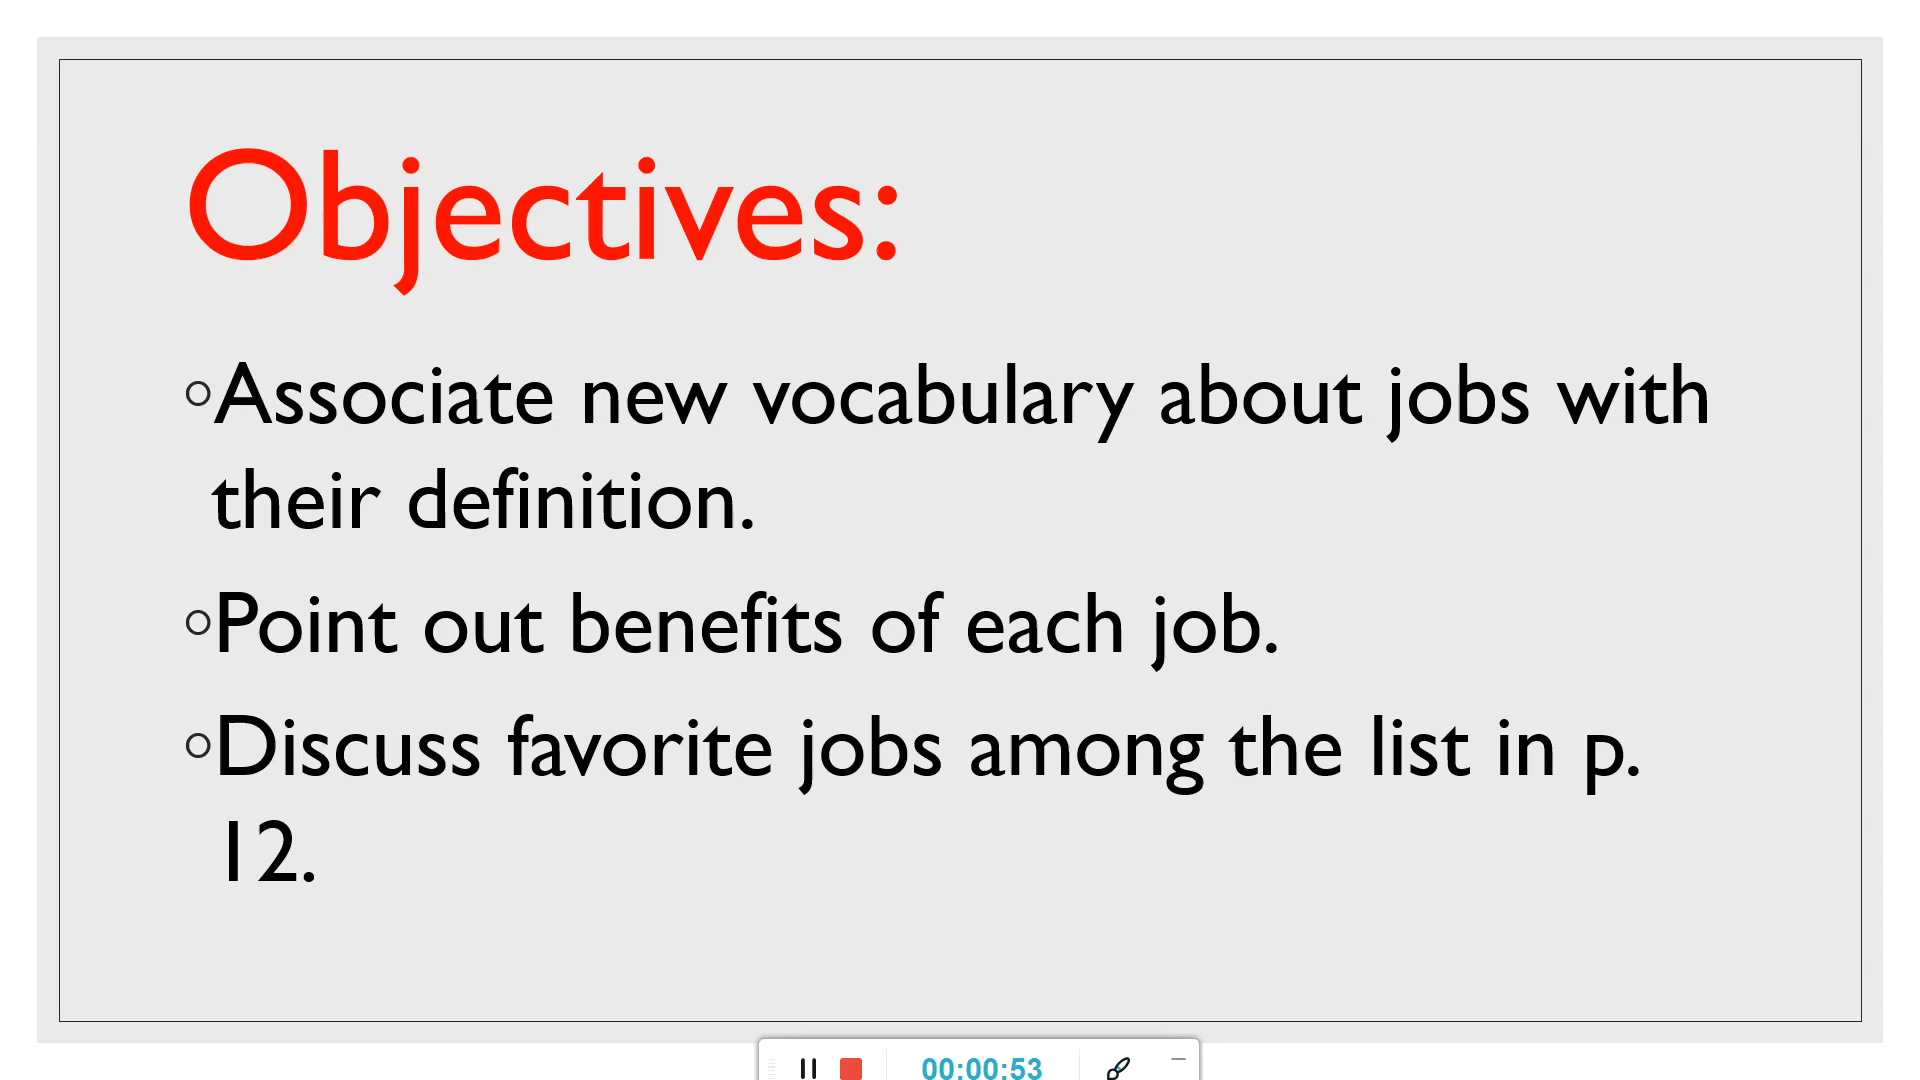 Objectives:
◦Associate new vocabulary about jobs with
their definition.
◦Point out benefits of each job.
◦Discuss favorite jobs among the list in p.
12.
00:00:53